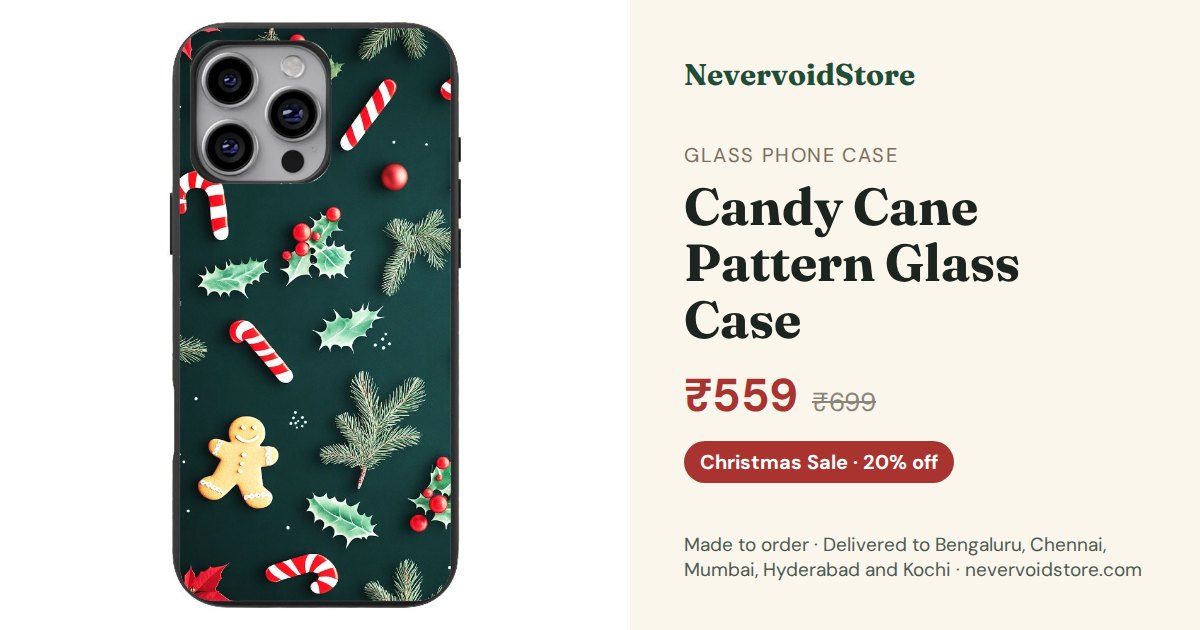 NevervoidStore
GLASS PHONE CASE
Candy Cane
Pattern Glass
Case
₹559 ₹699
Christmas Sale · 20% off
Made to order · Delivered to Bengaluru, Chennai,
Mumbai, Hyderabad and Kochi · nevervoidstore.com